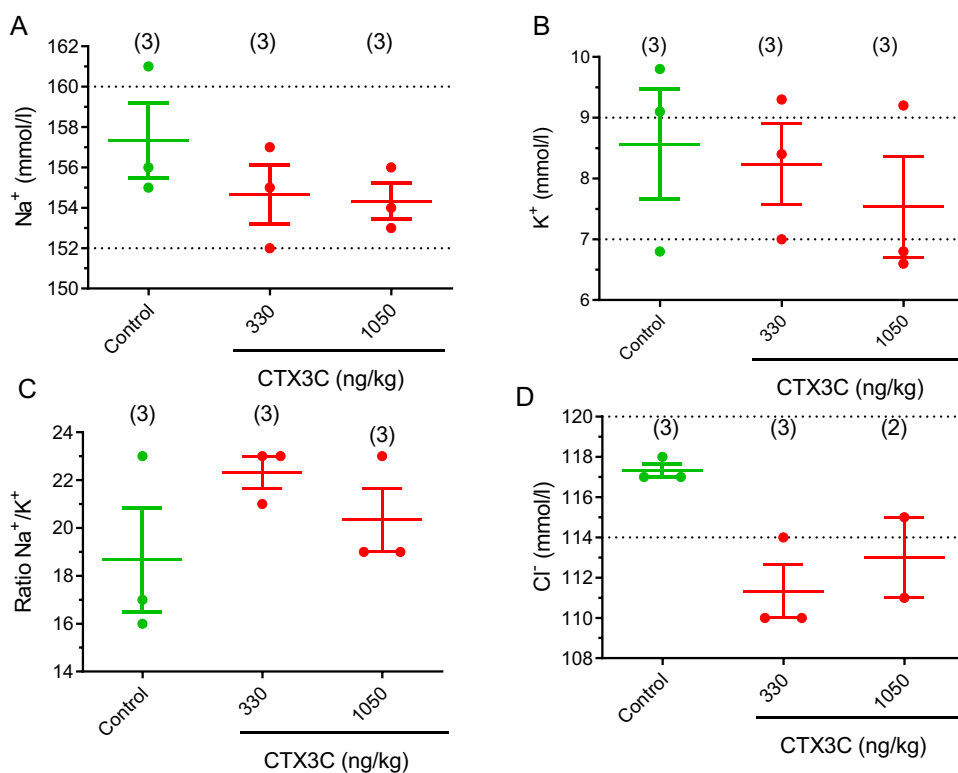 A
(3) (3) (3)
Na⁺ (mmol/l)
162
160
158
156
154
152
150
Control
330
1050
CTX3C (ng/kg)
B
(3) (3) (3)
K⁺ (mmol/l)
10
9
8
7
6
Control
330
1050
CTX3C (ng/kg)
C
(3) (3) (3)
Ratio Na⁺/K⁺
24
22
20
18
16
14
Control
330
1050
CTX3C (ng/kg)
D
(3) (3) (2)
Cl⁻ (mmol/l)
120
118
116
114
112
110
108
Control
330
1050
CTX3C (ng/kg)